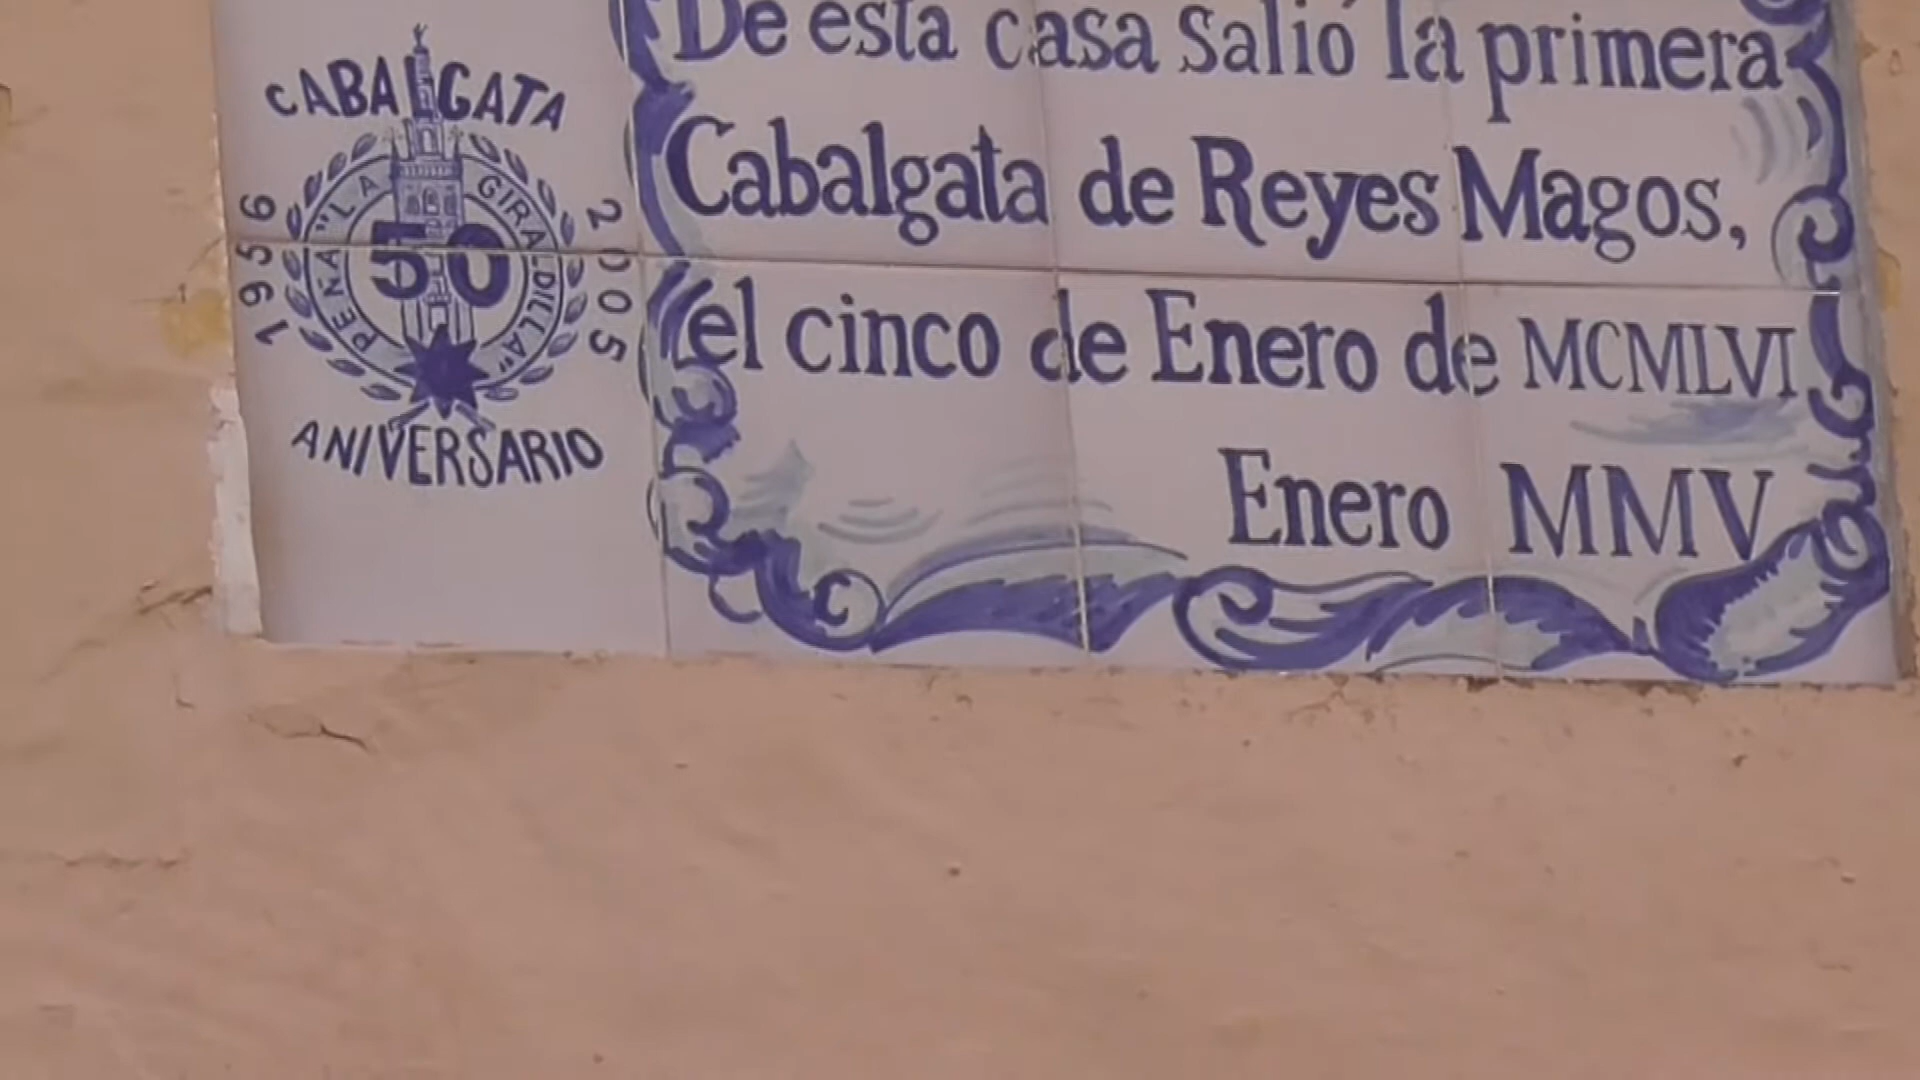 CABALGATA
1956
PEÑA "LA GIRALDILLA"
50
2005
ANIVERSARIO
De esta casa salió la primera
Cabalgata de Reyes Magos,
el cinco de Enero de MCMLVI
Enero MMV